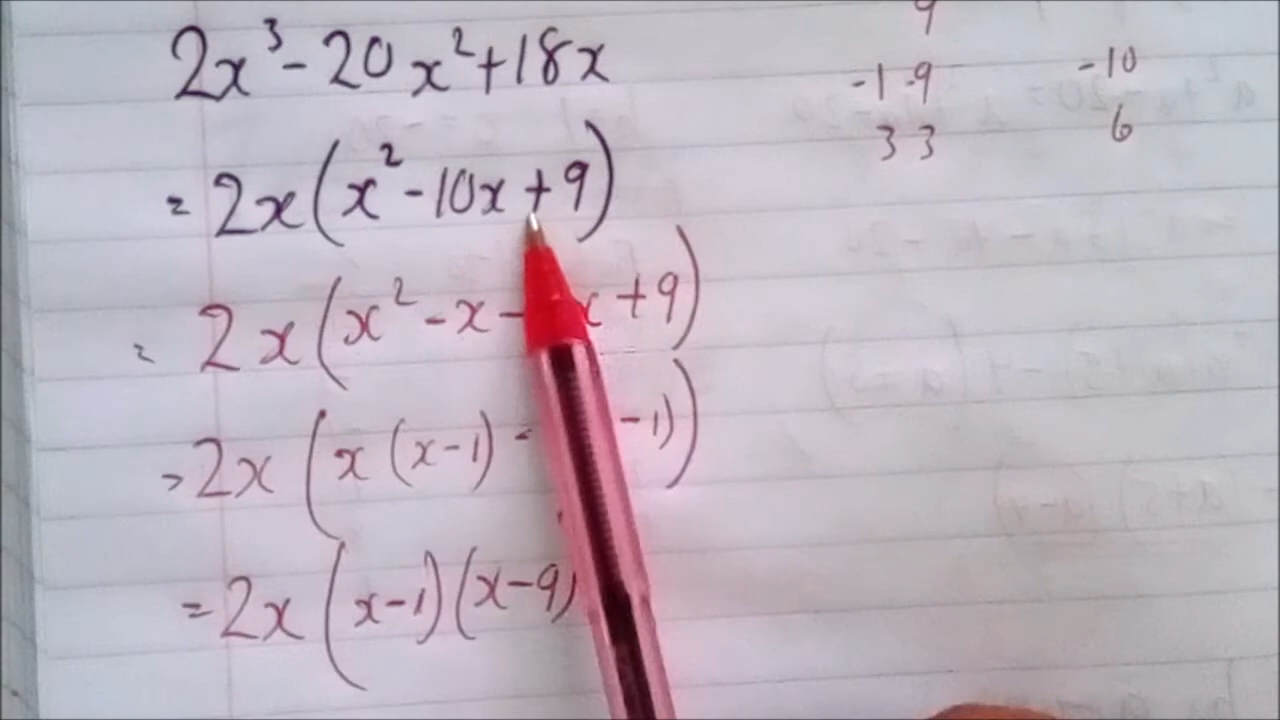 2x³ - 20x² + 18x
= 2x(x² - 10x + 9)
= 2x(x² - x - x + 9)
= 2x(x(x-1) - -1))
= 2x((x-1)(x-9)
9
-1 -9 -10
3 3 6